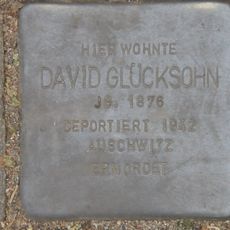 HIER WOHNTE
DAVID GLÜCKSOHN
JG. 1876
DEPORTIERT 1942
AUSCHWITZ
ERMORDET